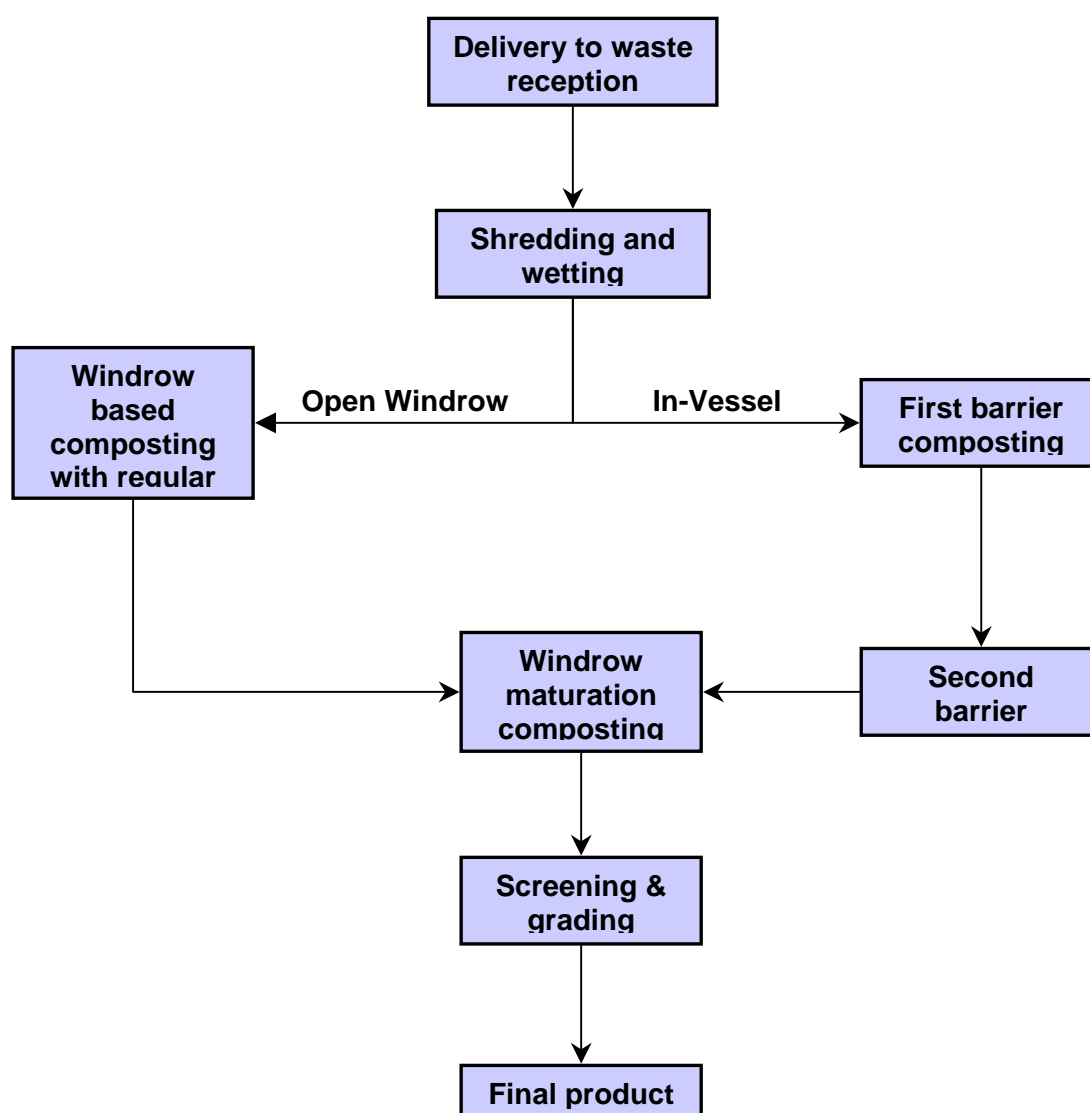 Delivery to waste
reception
Shredding and
wetting
Windrow
based
composting
with regular
Open Windrow
In-Vessel
First barrier
composting
Windrow
maturation
composting
Second
barrier
Screening &
grading
Final product